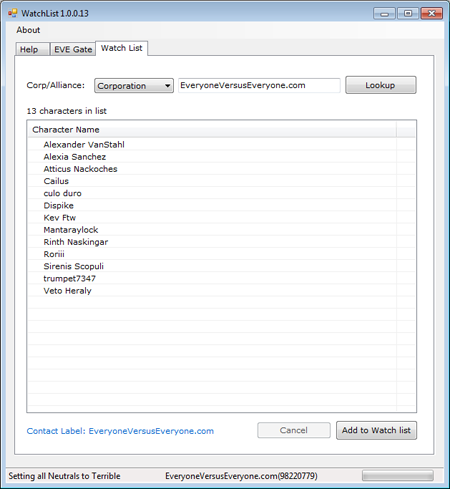 WatchList 1.0.0.13
About
Help EVE Gate Watch List
Corp/Alliance: Corporation EveryoneVersusEveryone.com Lookup
13 characters in list
Character Name
Alexander VanStahl
Alexia Sanchez
Atticus Nackoches
Cailus
culo duro
Dispike
Kev Ftw
Mantaraylock
Rinth Naskingar
Roriii
Sirenis Scopuli
trumpet7347
Veto Heraly
Contact Label: EveryoneVersusEveryone.com Cancel Add to Watch list
Setting all Neutrals to Terrible EveryoneVersusEveryone.com(98220779)